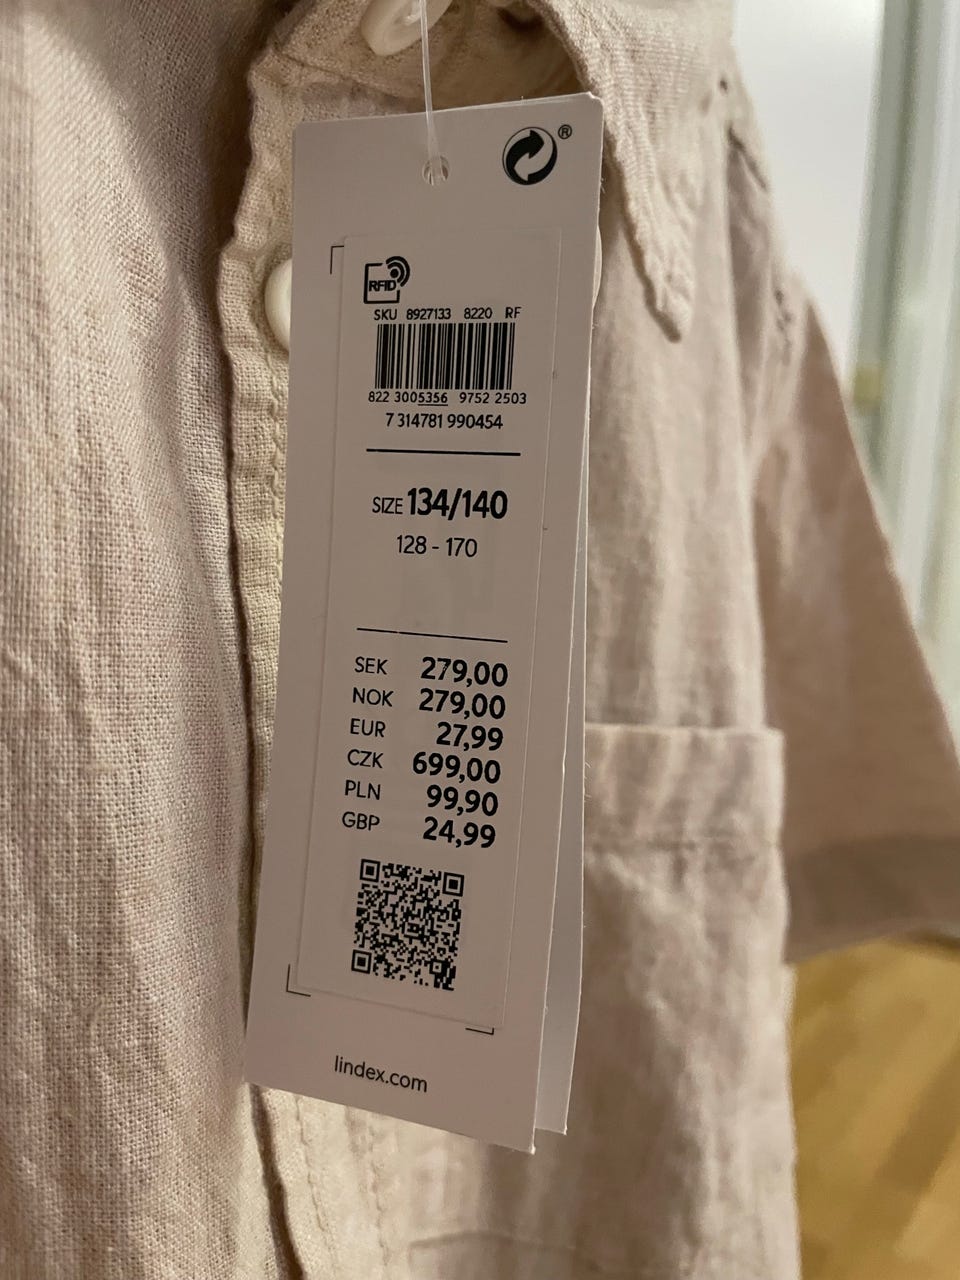 ®
RFID
SKU 8927133 8220 RF
822 3005356 9752 2503
7 314781 990454
SIZE 134/140
128 - 170
SEK 279,00
NOK 279,00
EUR 27,99
CZK 699,00
PLN 99,90
GBP 24,99
lindex.com